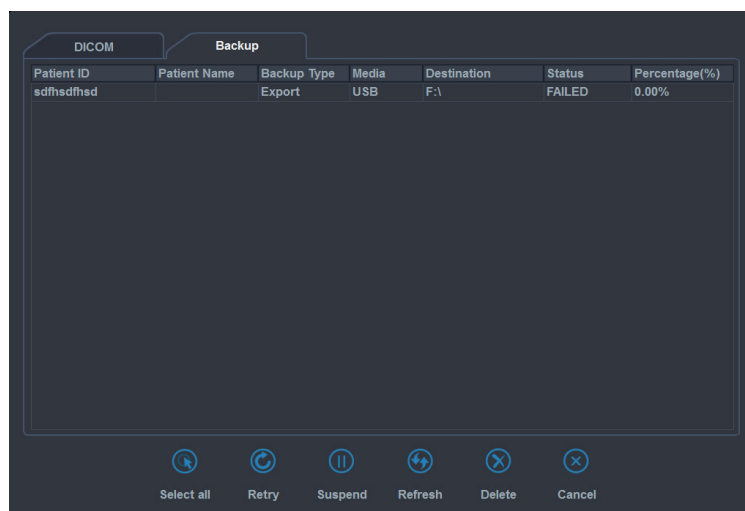 DICOM Backup
Patient ID Patient Name Backup Type Media Destination Status Percentage(%)
sdfhsdfhsd Export USB F:\ FAILED 0.00%
Select all Retry Suspend Refresh Delete Cancel